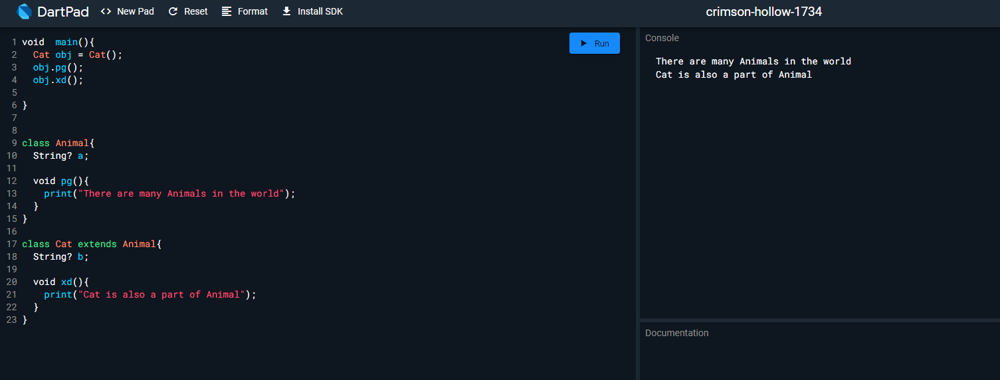 DartPad <> New Pad Reset Format Install SDK crimson-hollow-1734
Run
1 void  main(){
2   Cat obj = Cat();
3   obj.pg();
4   obj.xd();
5
6 }
7
8
9 class Animal{
10   String? a;
11
12   void pg(){
13     print("There are many Animals in the world");
14   }
15 }
16
17 class Cat extends Animal{
18   String? b;
19
20   void xd(){
21     print("Cat is also a part of Animal");
22   }
23 }
Console
There are many Animals in the world
Cat is also a part of Animal
Documentation